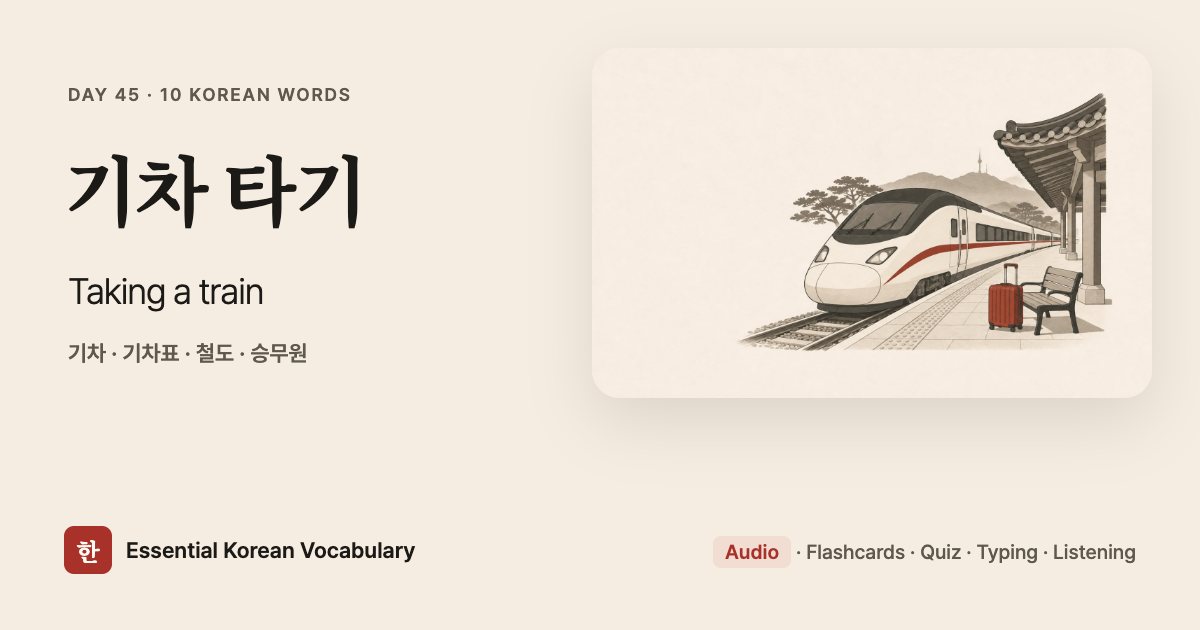 DAY 45 · 10 KOREAN WORDS
기차 타기
Taking a train
기차 · 기차표 · 철도 · 승무원
한 Essential Korean Vocabulary
Audio · Flashcards · Quiz · Typing · Listening